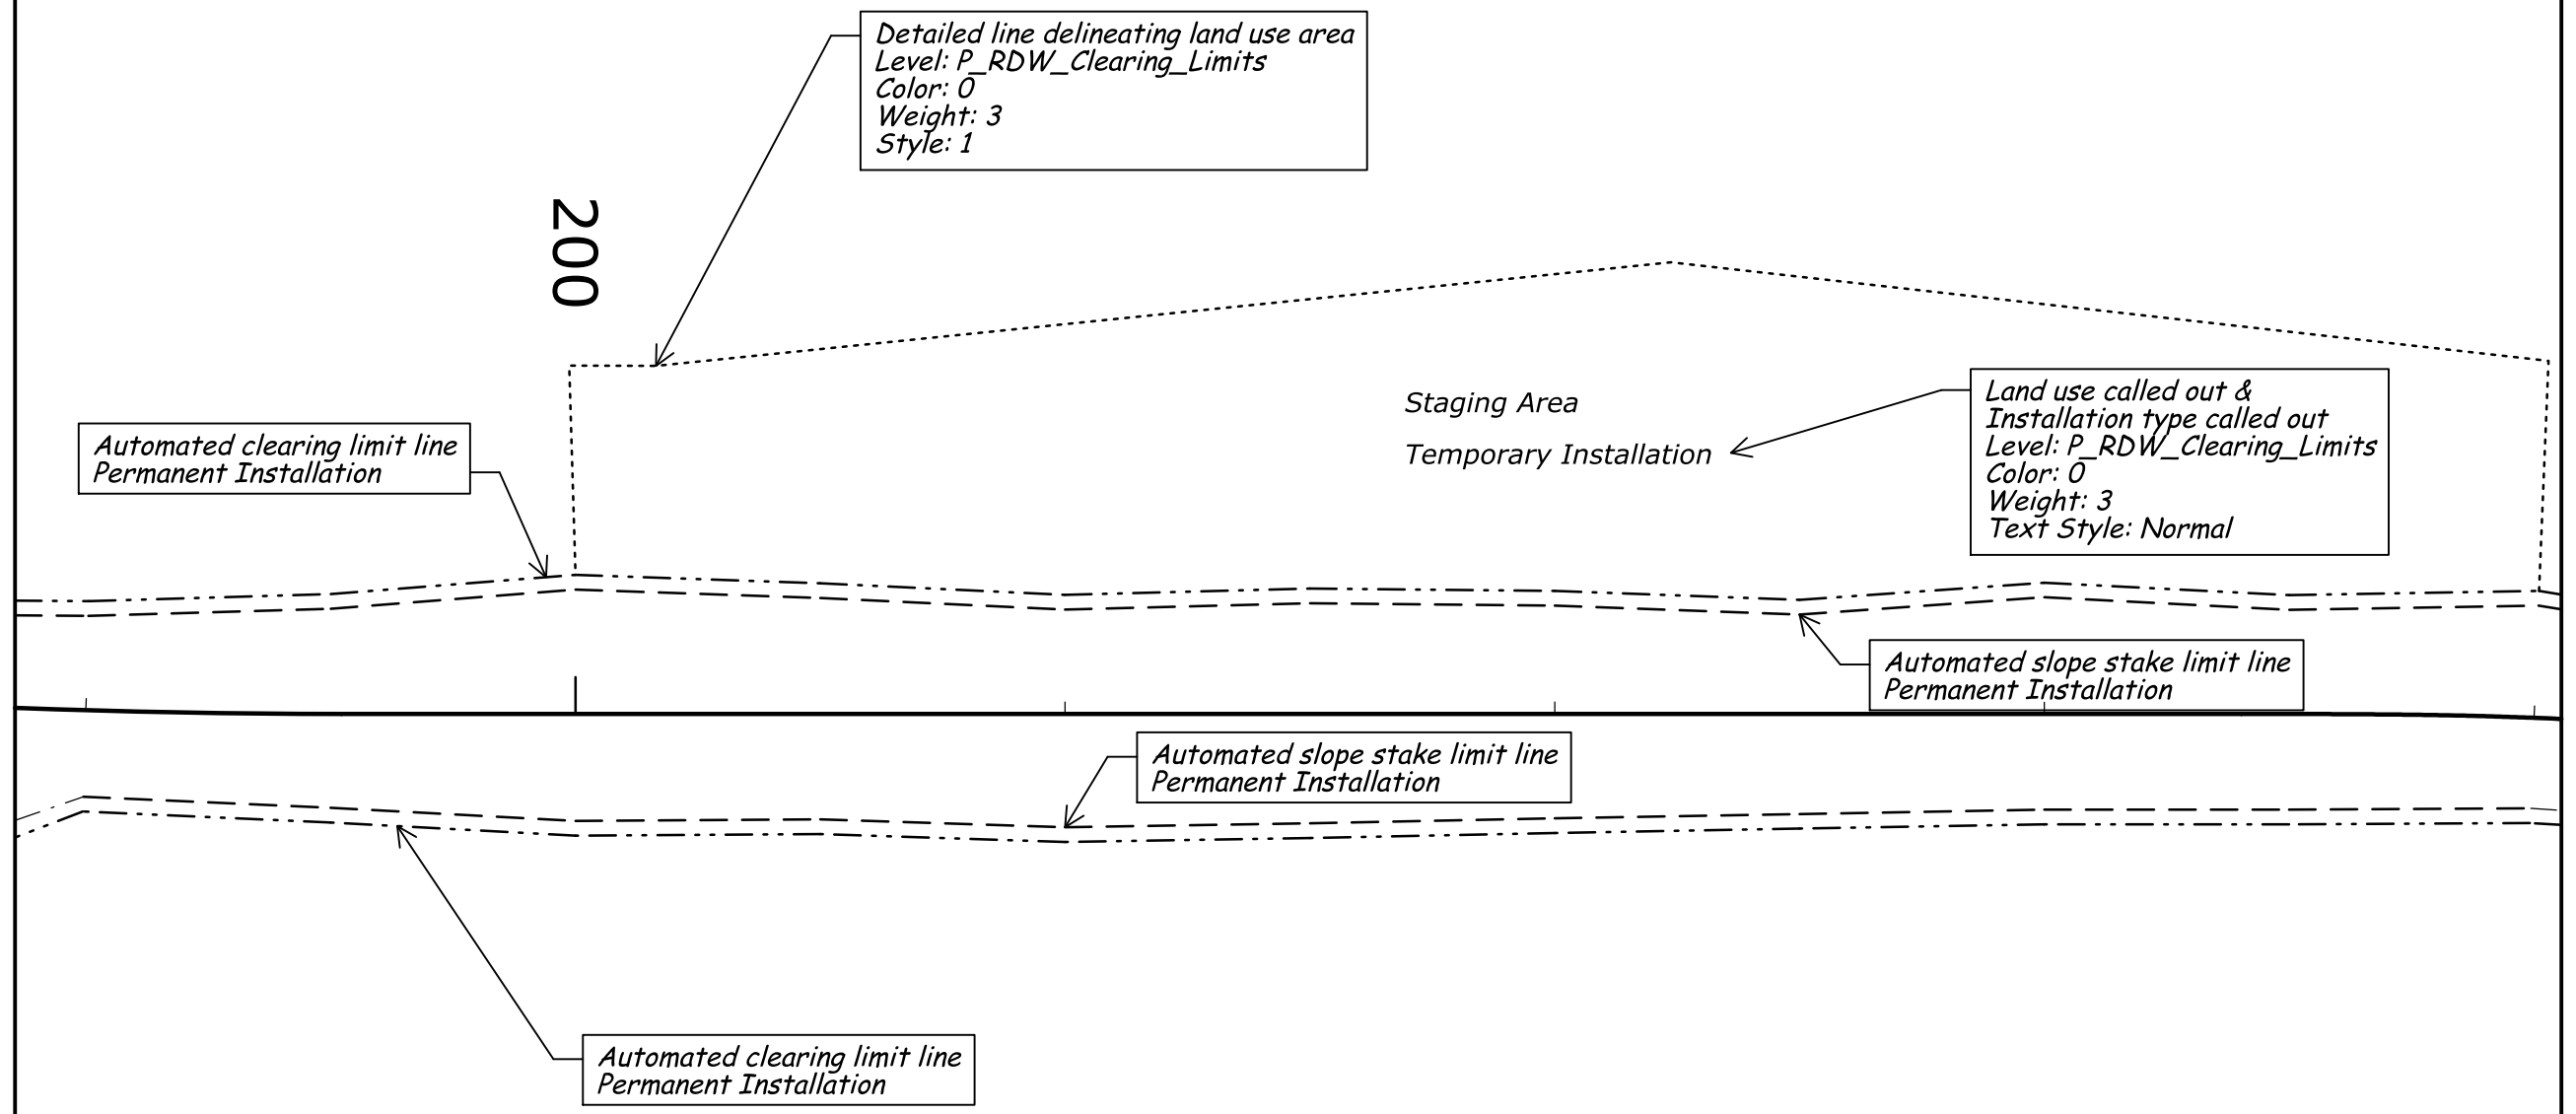 Detailed line delineating land use area
Level: P_RDW_Clearing_Limits
Color: 0
Weight: 3
Style: 1
200
Staging Area
Temporary Installation
Land use called out &
Installation type called out
Level: P_RDW_Clearing_Limits
Color: 0
Weight: 3
Text Style: Normal
Automated clearing limit line
Permanent Installation
Automated slope stake limit line
Permanent Installation
Automated slope stake limit line
Permanent Installation
Automated clearing limit line
Permanent Installation